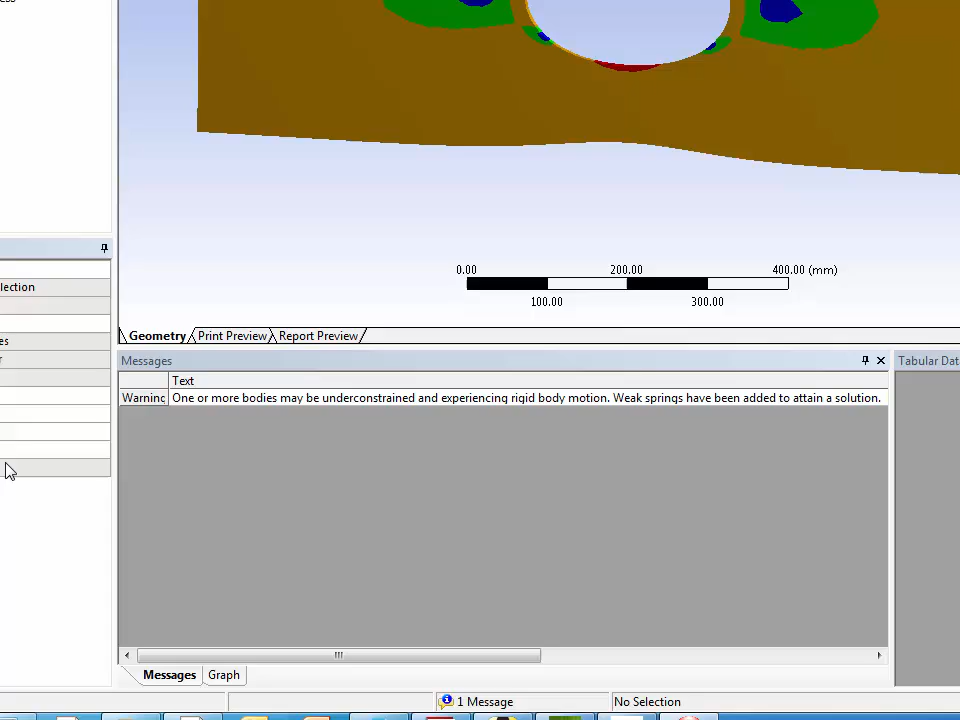 lection
es
r
0.00 200.00 400.00 (mm)
100.00 300.00
Geometry Print Preview Report Preview
Messages
Tabular Dat
Text
Warning One or more bodies may be underconstrained and experiencing rigid body motion. Weak springs have been added to attain a solution.
Messages Graph
1 Message No Selection